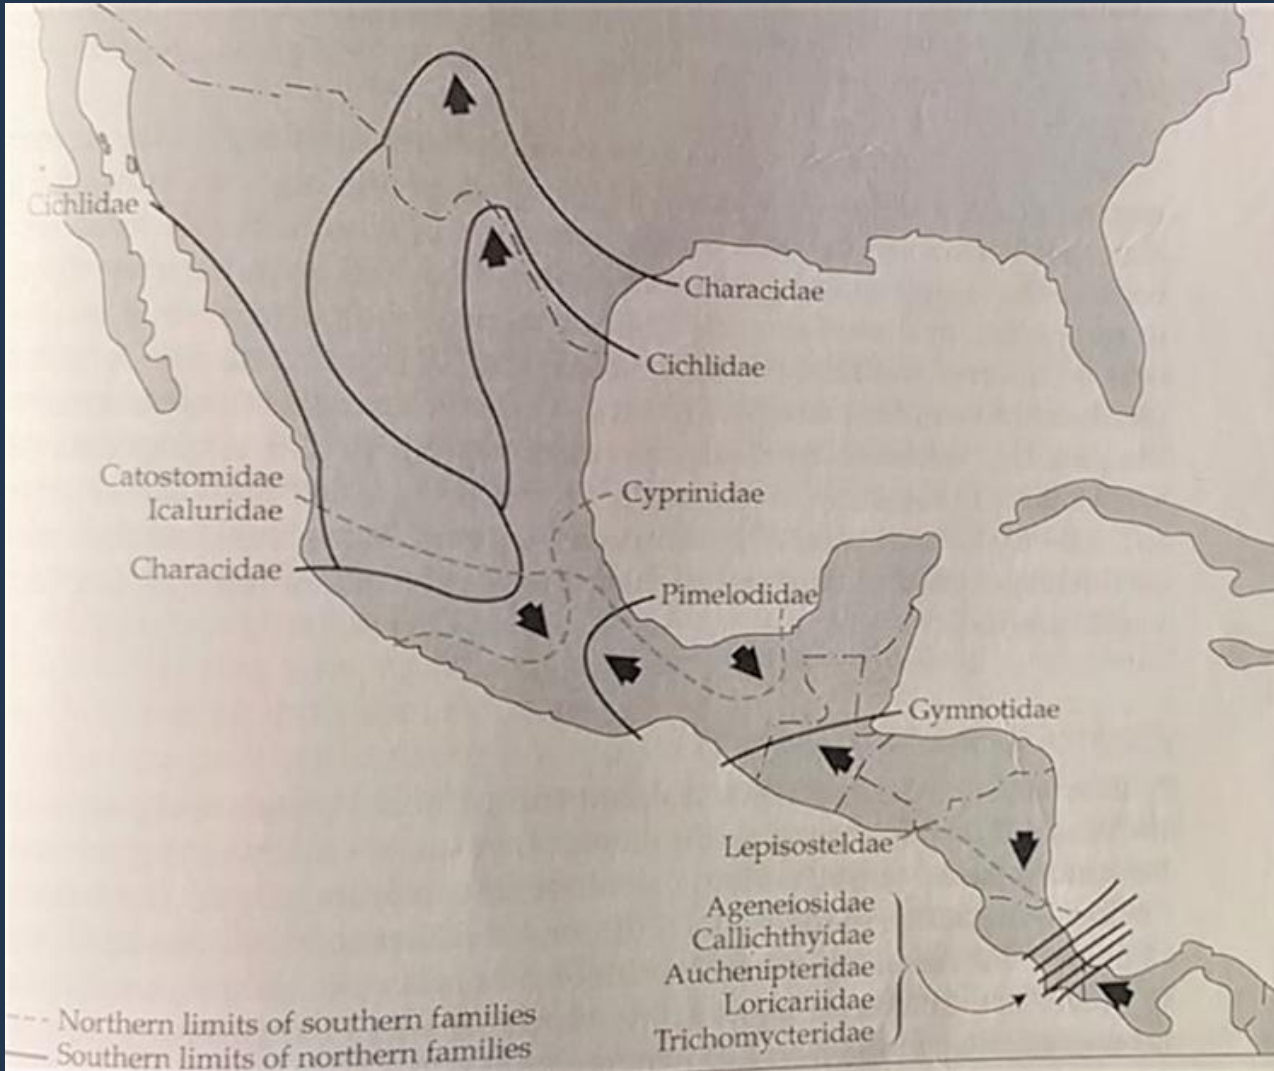 Cichlidae
Characidae
Cichlidae
Catostomidae
Icaluridae
Cyprinidae
Characidae
Pimelodidae
Gymnotidae
Lepisosteldae
Ageneiosidae
Callichthyidae
Auchenipteridae
Loricariidae
Trichomycteridae
Northern limits of southern families
Southern limits of northern families